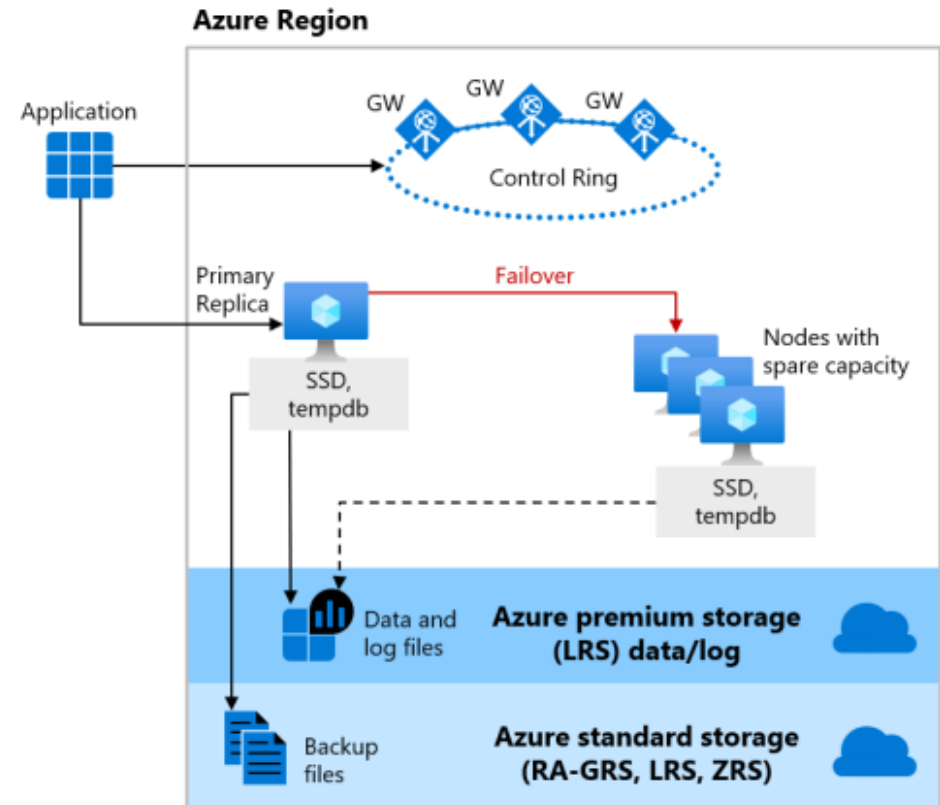 Azure Region
Application
GW
GW
GW
Control Ring
Primary
Replica
Failover
Nodes with
spare capacity
SSD,
tempdb
SSD,
tempdb
Data and
log files
Azure premium storage
(LRS) data/log
Backup
files
Azure standard storage
(RA-GRS, LRS, ZRS)